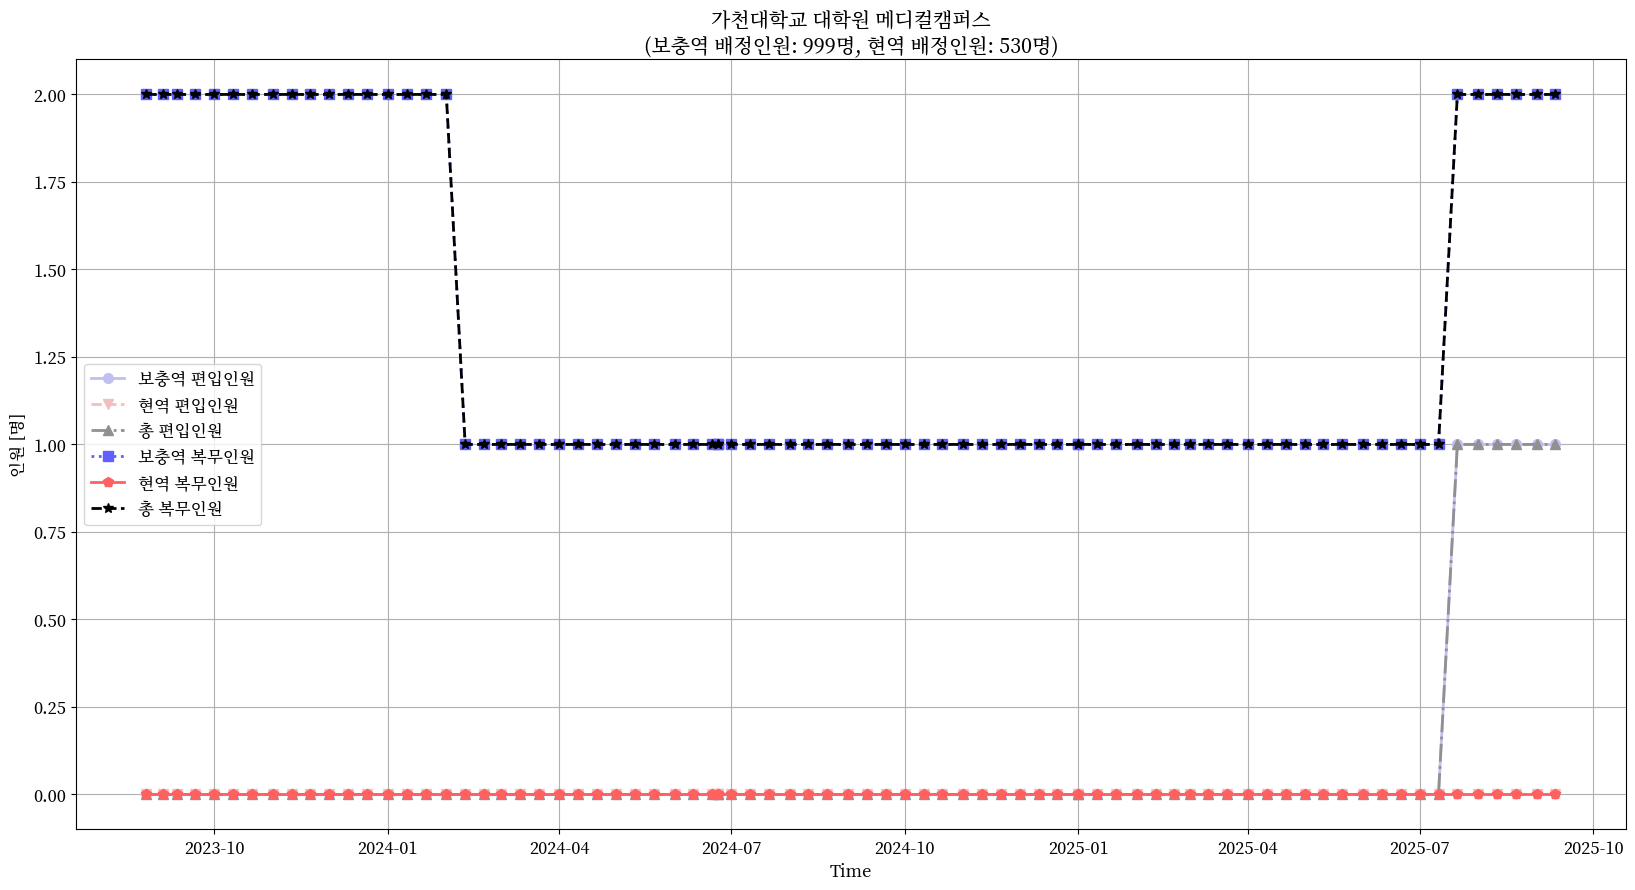 가천대학교 대학원 메디컬캠퍼스
(보충역 배정인원: 999명, 현역 배정인원: 530명)
2.00
1.75
1.50
1.25
1.00
0.75
0.50
0.25
0.00
인원 [명]
보충역 편입인원
현역 편입인원
총 편입인원
보충역 복무인원
현역 복무인원
총 복무인원
2023-10
2024-01
2024-04
2024-07
2024-10
2025-01
2025-04
2025-07
2025-10
Time